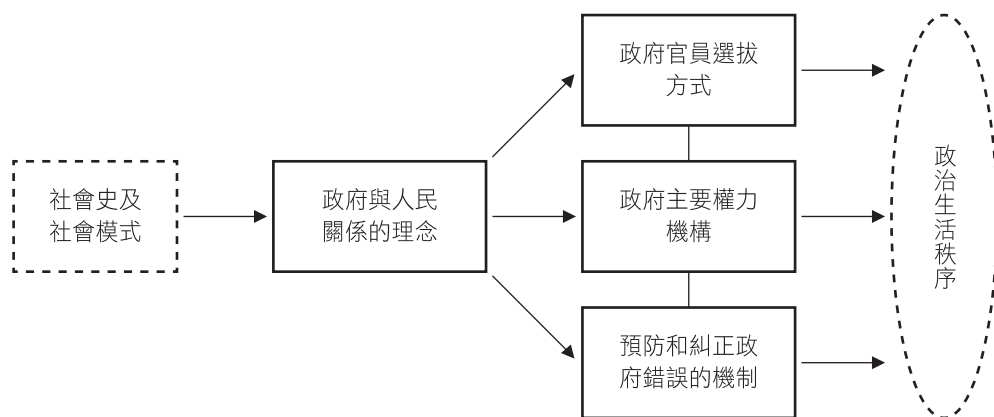 社會史及
社會模式
政府與人民
關係的理念
政府官員選拔
方式
政府主要權力
機構
預防和糾正政
府錯誤的機制
政治生活秩序